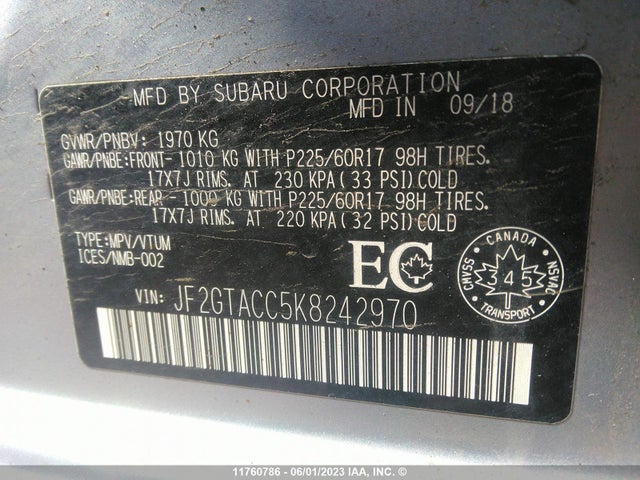 MFD BY SUBARU CORPORATION
MFD IN 09/18
GVWR/PNBV: 1970 KG
GAWR/PNBE:FRONT- 1010 KG WITH P225/60R17 98H TIRES.
17X7J RIMS. AT 230 KPA(33 PSI)COLD
GAWR/PNBE:REAR - 1000 KG WITH P225/60R17 98H TIRES.
17X7J RIMS. AT 220 KPA(32 PSI)COLD
TYPE:MPV/VTUM
ICES/NMB-002
EC
CANADA
CMVSS 345 NSVAC
TRANSPORT
VIN: JF2GTACC5K8242970
11760786 - 06/01/2023 IAA, Inc. ©